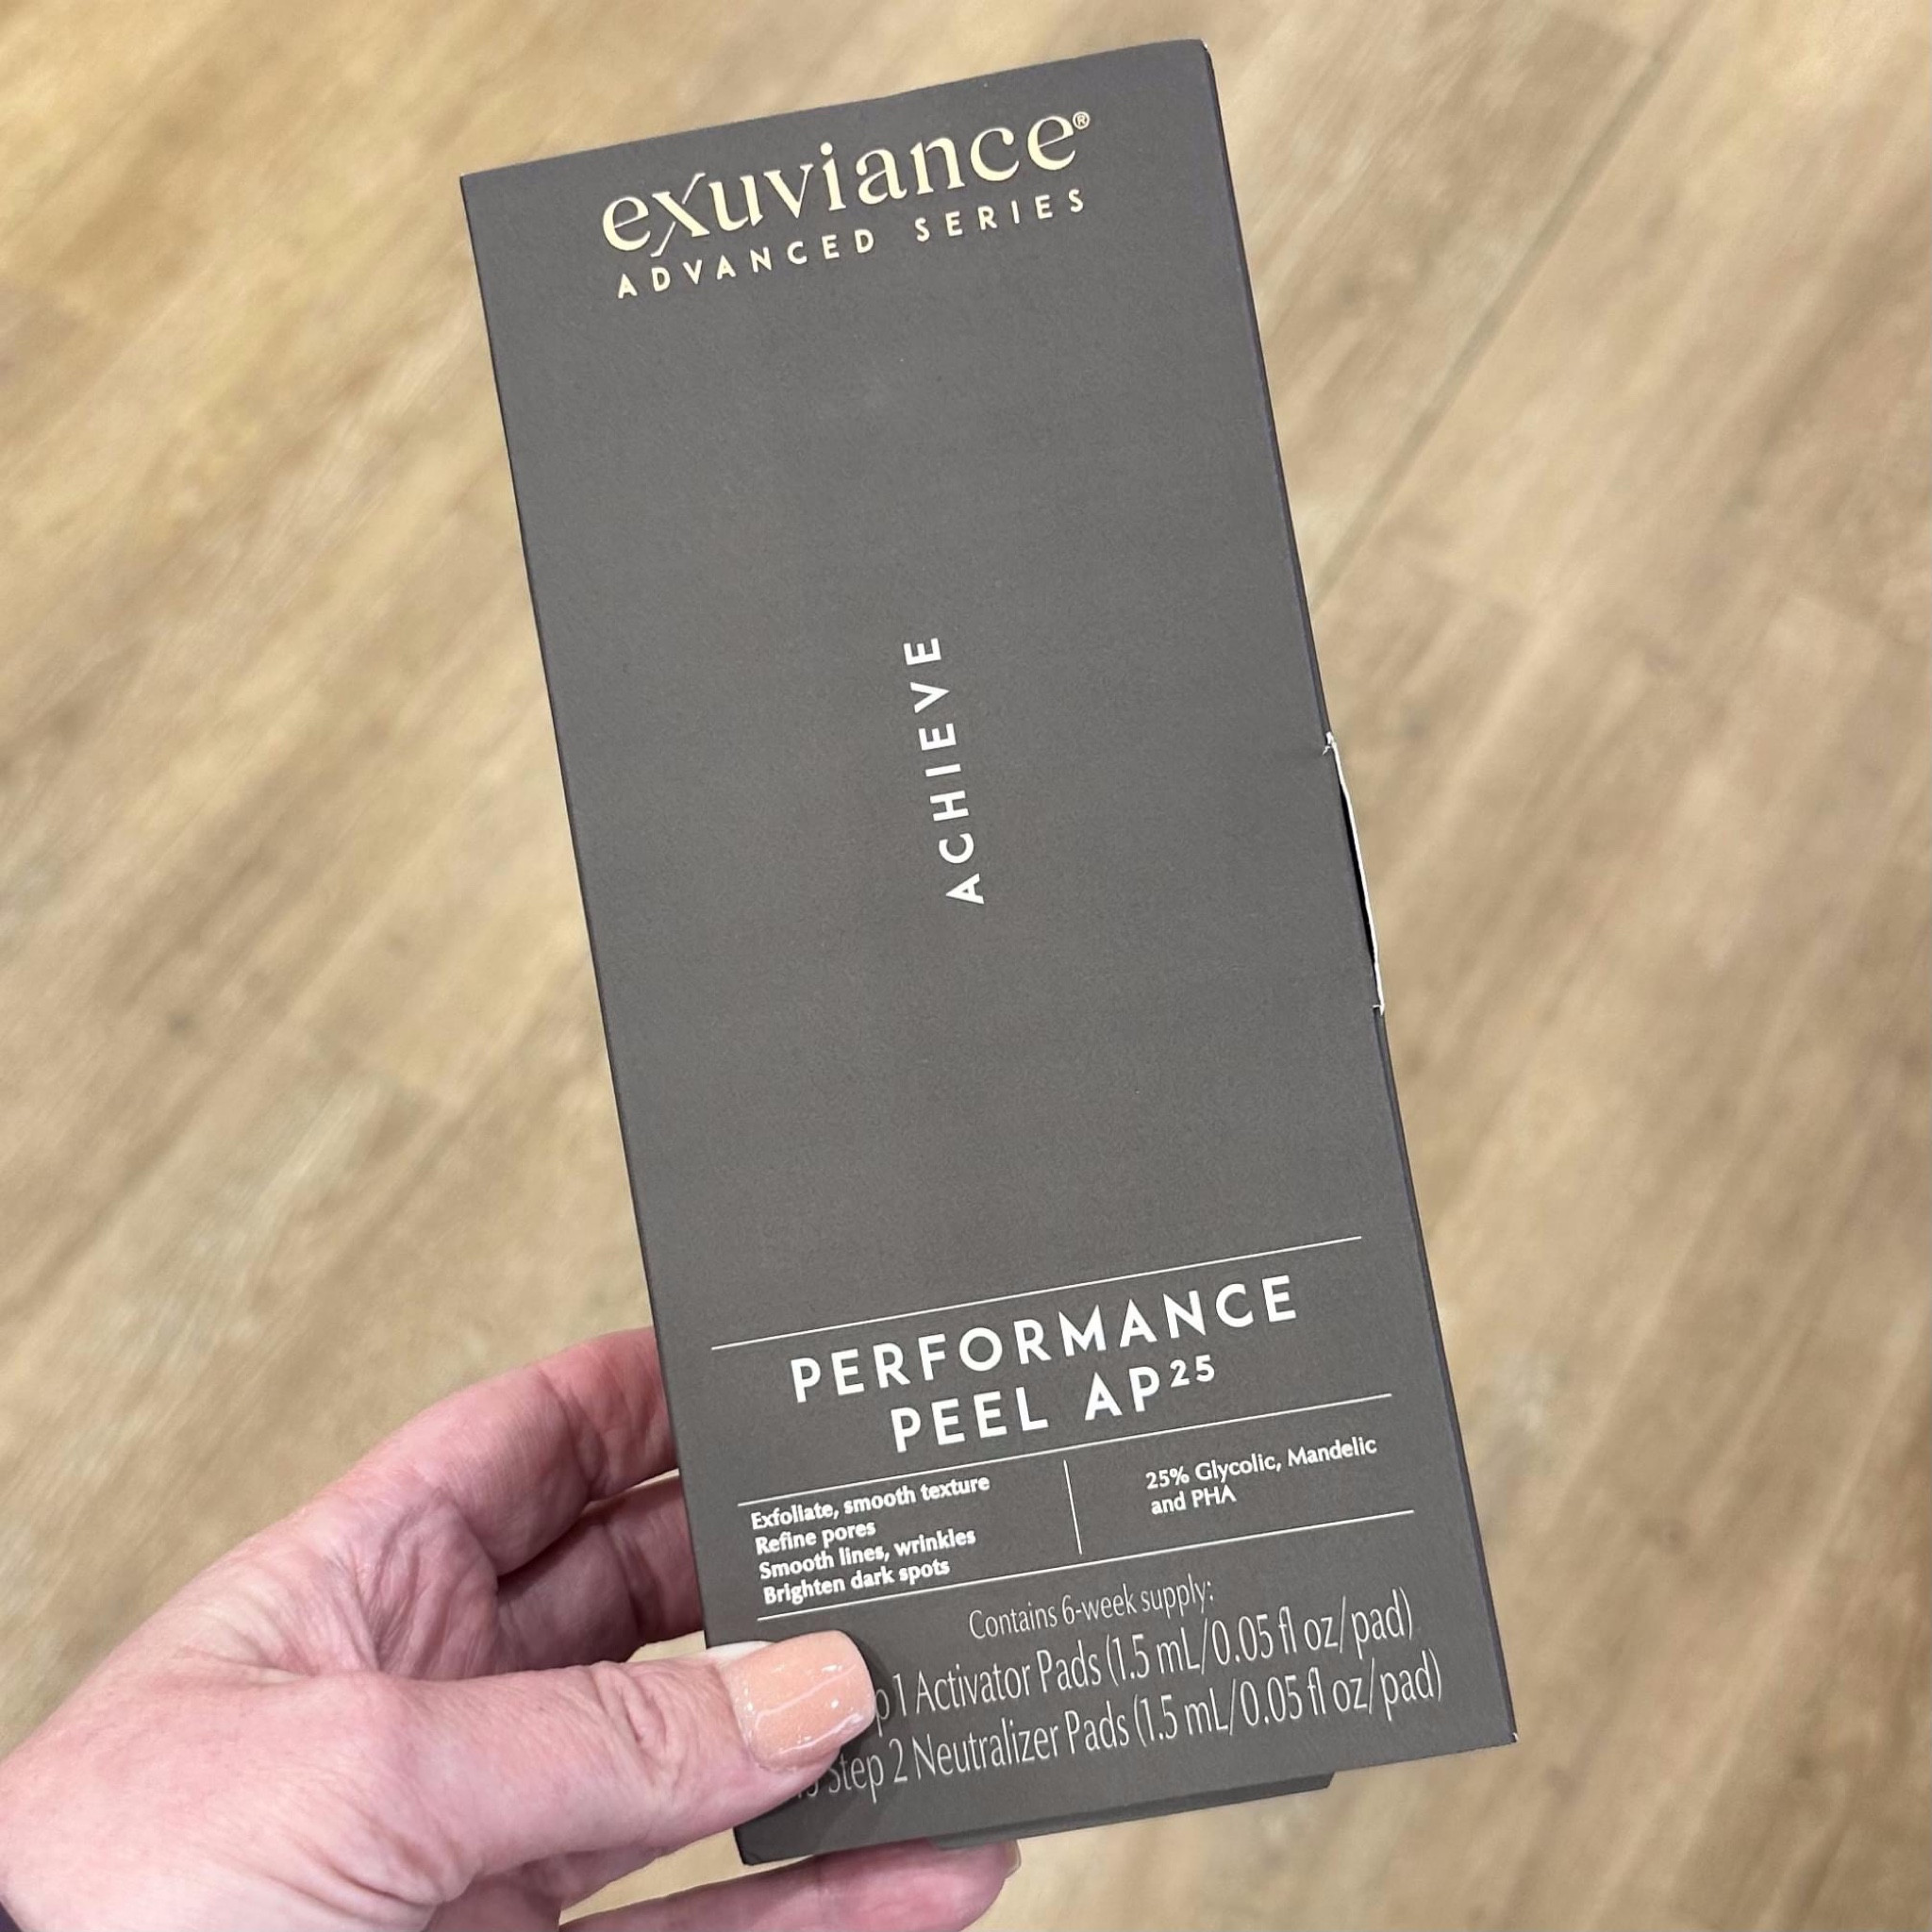 exuviance®
ADVANCED SERIES
ACHIEVE
PERFORMANCE
PEEL AP²⁵
Exfoliate, smooth texture
Refine pores
Smooth lines, wrinkles
Brighten dark spots
25% Glycolic, Mandelic
and PHA
Contains 6-week supply:
1 Activator Pads (1.5 mL/0.05 fl oz/pad)
Step 2 Neutralizer Pads (1.5 mL/0.05 fl oz/pad)